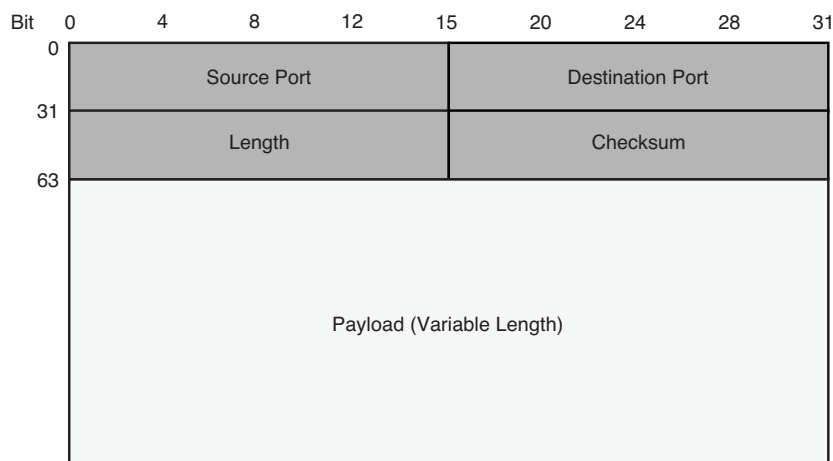 Bit 0 4 8 12 15 20 24 28 31
0
Source Port Destination Port
31
Length Checksum
63
Payload (Variable Length)